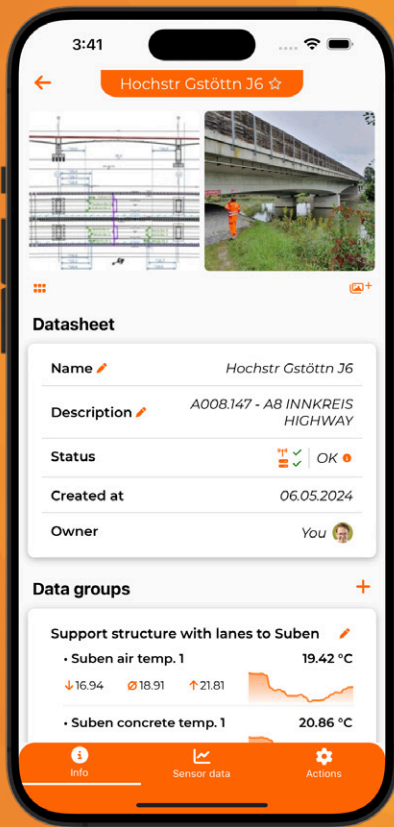 3:41
Hochstr Gstöttn J6
Datasheet
Name
Hochstr Gstöttn J6
Description
A008.147 - A8 INNKREIS
HIGHWAY
Status
OK
Created at
06.05.2024
Owner
You
Data groups
Support structure with lanes to Suben
• Suben air temp. 1 19.42 °C
↓16.94 Ø18.91 ↑21.81
• Suben concrete temp. 1 20.86 °C
Info
Sensor data
Actions